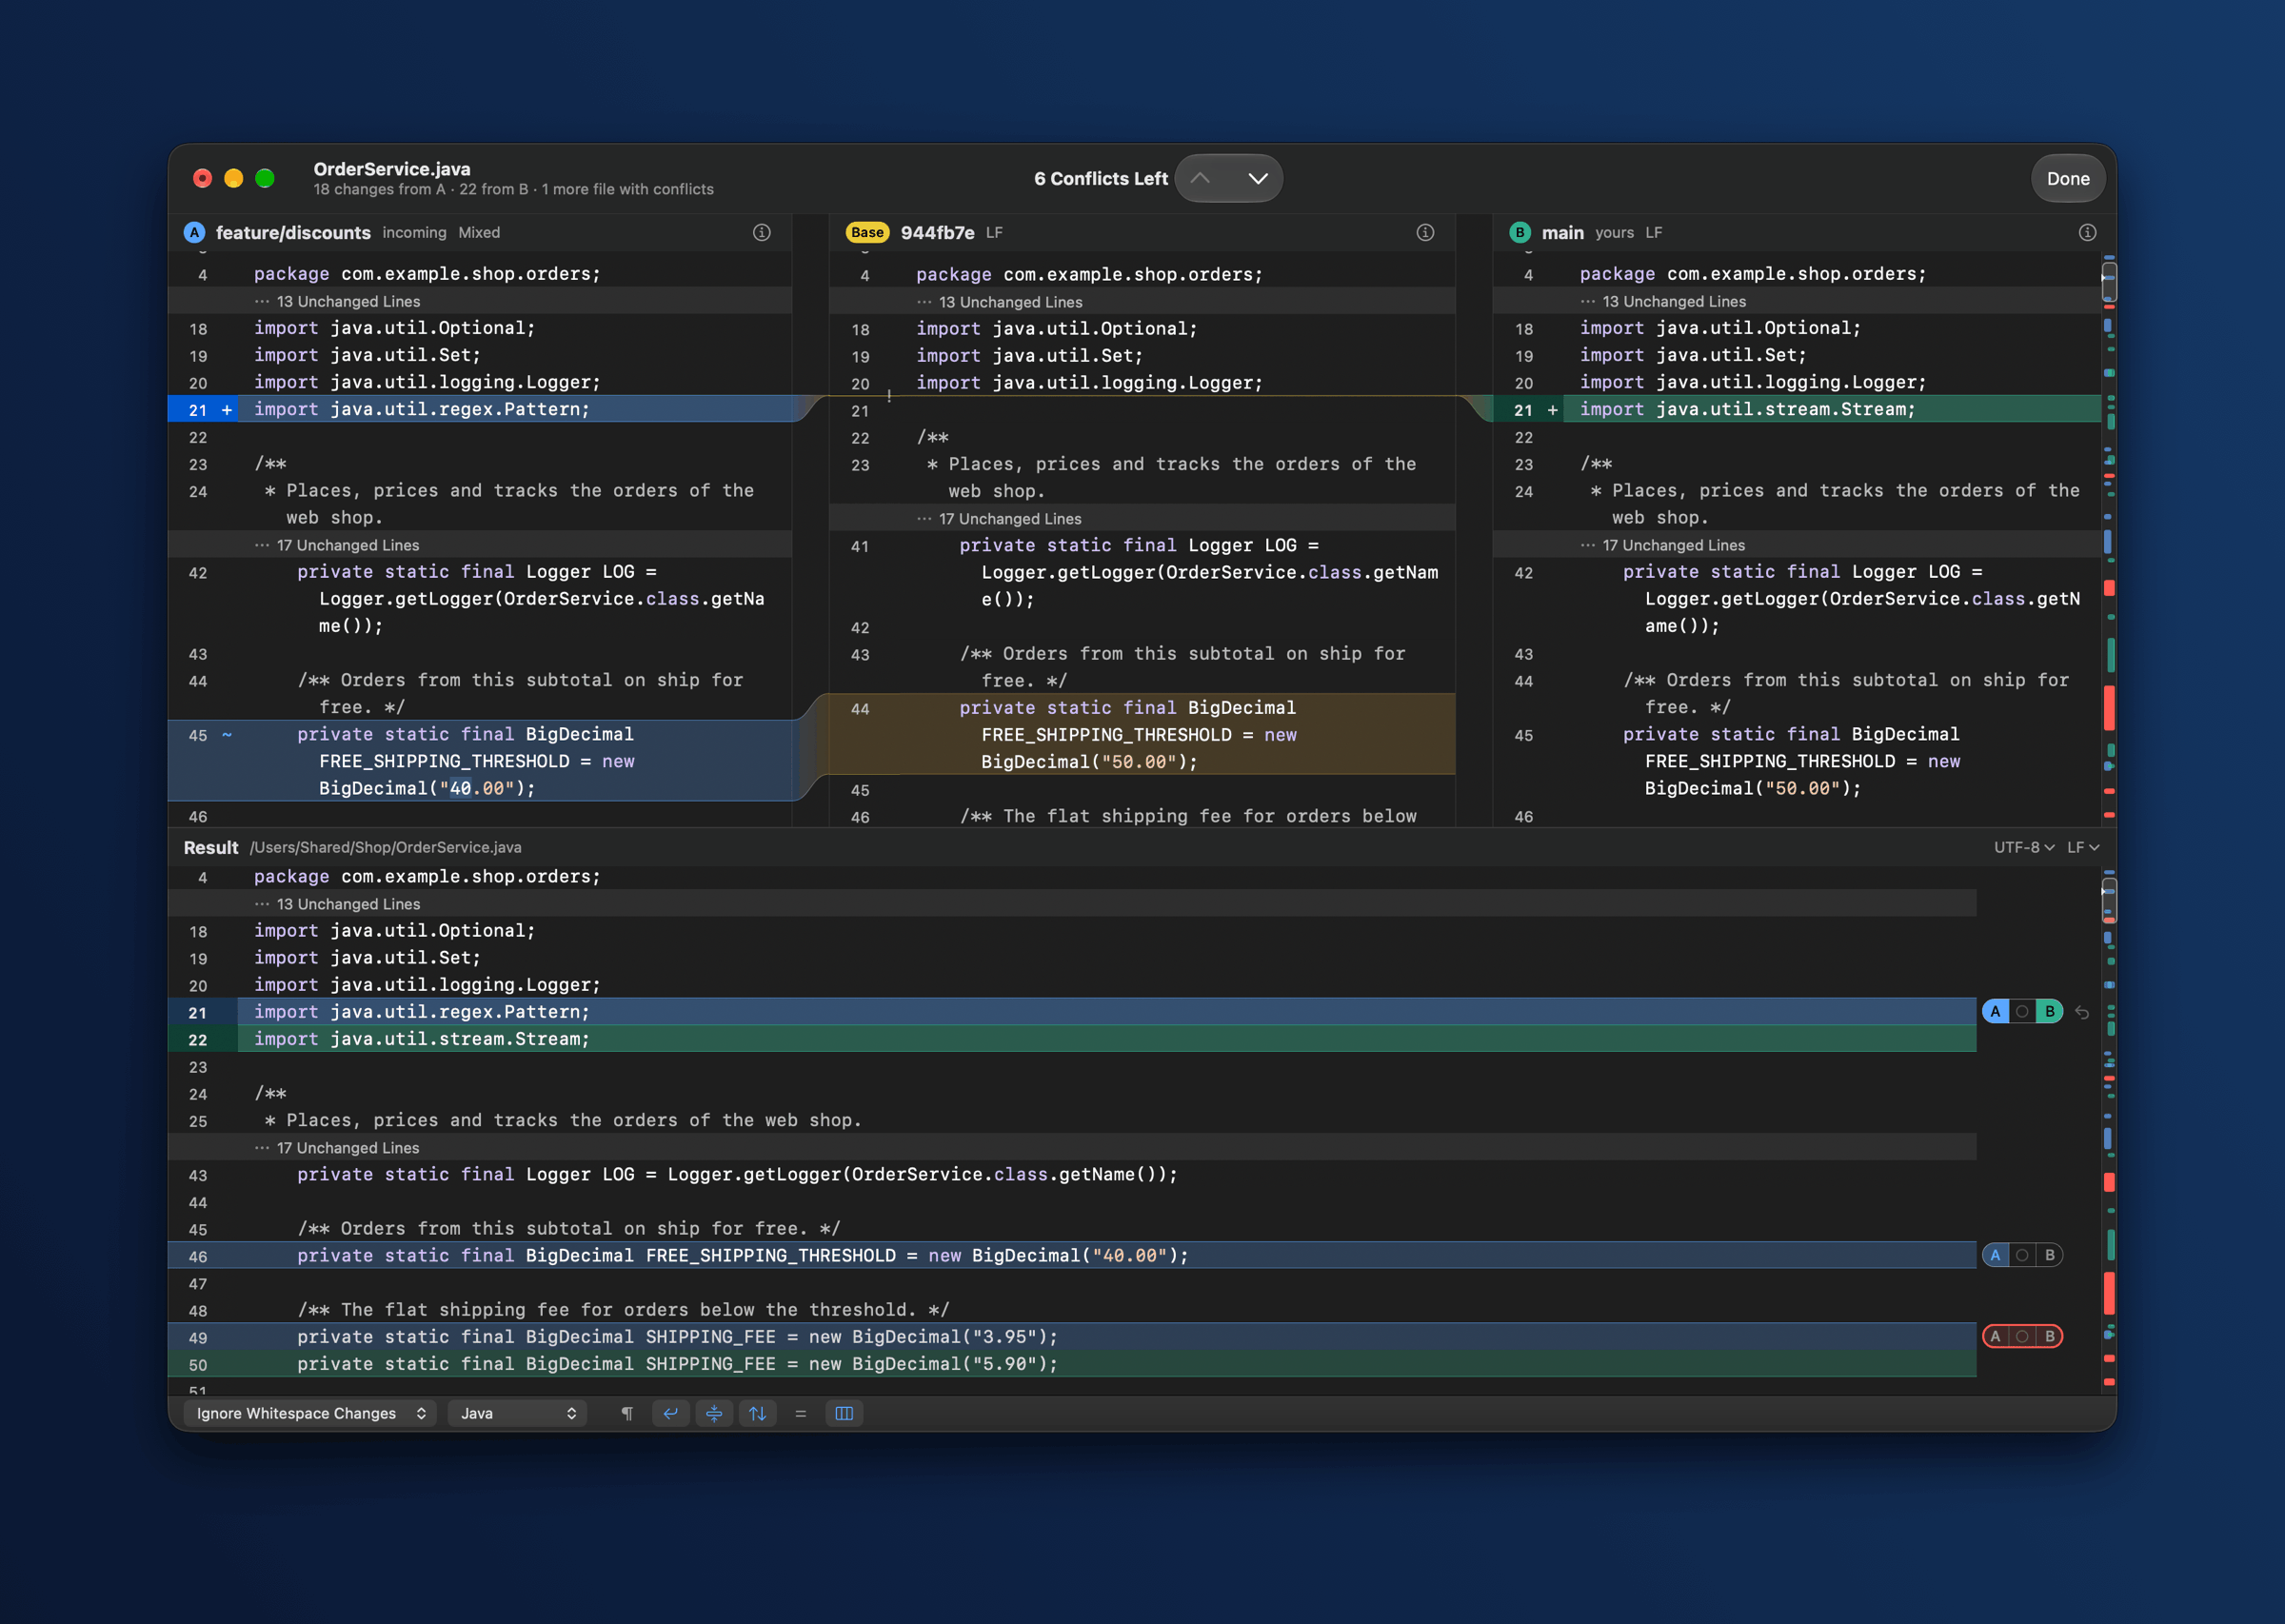 OrderService.java
18 changes from A · 22 from B · 1 more file with conflicts
6 Conflicts Left
Done
A feature/discounts incoming Mixed
4 package com.example.shop.orders;
··· 13 Unchanged Lines
18 import java.util.Optional;
19 import java.util.Set;
20 import java.util.logging.Logger;
21 + import java.util.regex.Pattern;
22
23 /**
24 * Places, prices and tracks the orders of the
web shop.
··· 17 Unchanged Lines
42 private static final Logger LOG =
Logger.getLogger(OrderService.class.getNa
me());
43
44 /** Orders from this subtotal on ship for
free. */
45 ~ private static final BigDecimal
FREE_SHIPPING_THRESHOLD = new
BigDecimal("40.00");
46
Base 944fb7e LF
4 package com.example.shop.orders;
··· 13 Unchanged Lines
18 import java.util.Optional;
19 import java.util.Set;
20 import java.util.logging.Logger;
!
21
22 /**
23 * Places, prices and tracks the orders of the
web shop.
··· 17 Unchanged Lines
41 private static final Logger LOG =
Logger.getLogger(OrderService.class.getNam
e());
42
43 /** Orders from this subtotal on ship for
free. */
44 private static final BigDecimal
FREE_SHIPPING_THRESHOLD = new
BigDecimal("50.00");
45
46 /** The flat shipping fee for orders below
B main yours LF
4 package com.example.shop.orders;
··· 13 Unchanged Lines
18 import java.util.Optional;
19 import java.util.Set;
20 import java.util.logging.Logger;
21 + import java.util.stream.Stream;
22
23 /**
24 * Places, prices and tracks the orders of the
web shop.
··· 17 Unchanged Lines
42 private static final Logger LOG =
Logger.getLogger(OrderService.class.getN
ame());
43
44 /** Orders from this subtotal on ship for
free. */
45 private static final BigDecimal
FREE_SHIPPING_THRESHOLD = new
BigDecimal("50.00");
46
Result /Users/Shared/Shop/OrderService.java UTF-8 LF
4 package com.example.shop.orders;
··· 13 Unchanged Lines
18 import java.util.Optional;
19 import java.util.Set;
20 import java.util.logging.Logger;
21 import java.util.regex.Pattern; A B
22 import java.util.stream.Stream;
23
24 /**
25 * Places, prices and tracks the orders of the web shop.
··· 17 Unchanged Lines
43 private static final Logger LOG = Logger.getLogger(OrderService.class.getName());
44
45 /** Orders from this subtotal on ship for free. */
46 private static final BigDecimal FREE_SHIPPING_THRESHOLD = new BigDecimal("40.00"); A B
47
48 /** The flat shipping fee for orders below the threshold. */
49 private static final BigDecimal SHIPPING_FEE = new BigDecimal("3.95"); A B
50 private static final BigDecimal SHIPPING_FEE = new BigDecimal("5.90");
51
Ignore Whitespace Changes Java ¶ =